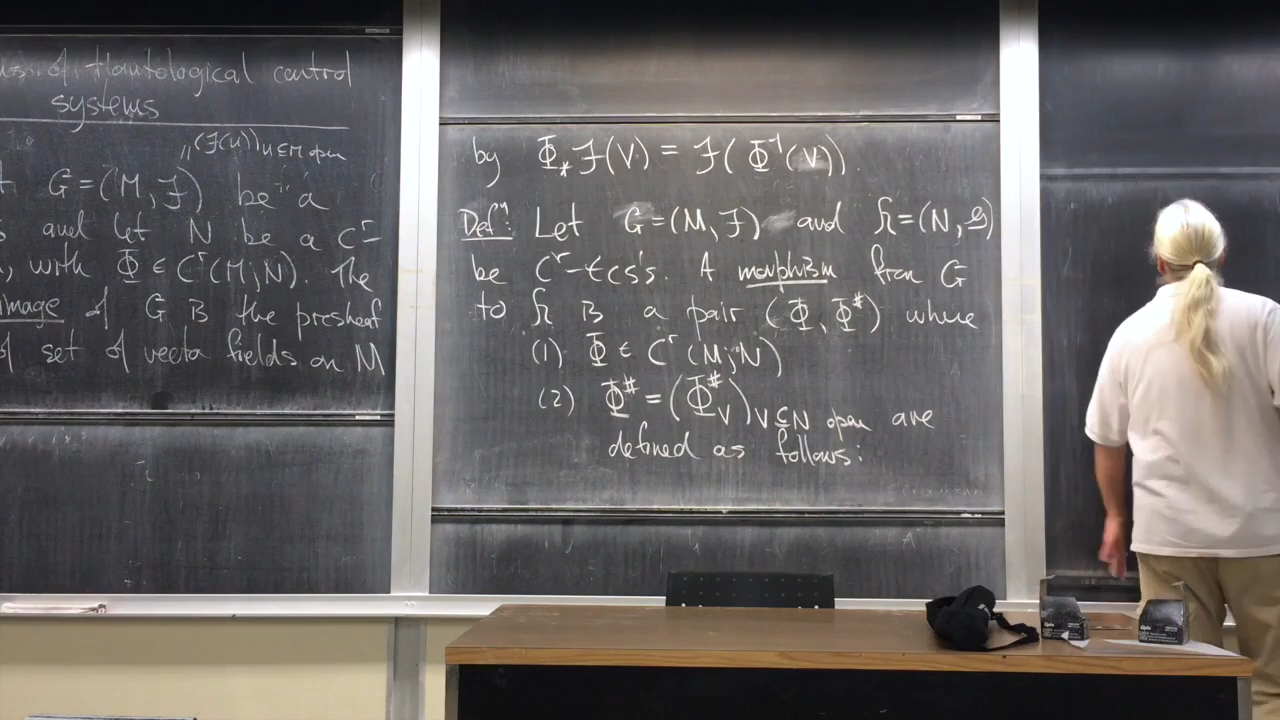 of tautological control
systems
(F(U))U⊆M open
G=(M, F) be a
and let N be a C^r-
, with Φ ∈ C^r(M;N). The
image of G is the presheaf
of set of vector fields on M
by Φ_* F(V) = F(Φ^{-1}(V)).
Defⁿ: Let G=(M, F) and H=(N, G)
be C^r-tcs's. A morphism from G
to H is a pair (Φ, Φ^#) where
(1) Φ ∈ C^r(M;N)
(2) Φ^# = (Φ^#_V)_{V⊆N open} are
defined as follows: